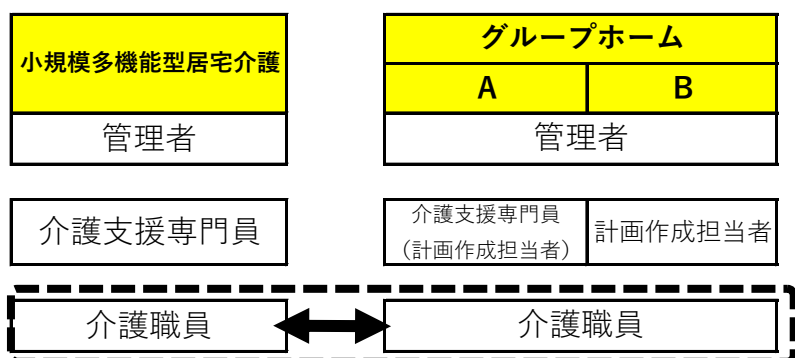 小規模多機能型居宅介護
グループホーム
A
B
管理者
管理者
介護支援専門員
介護支援専門員
（計画作成担当者）
計画作成担当者
介護職員
介護職員